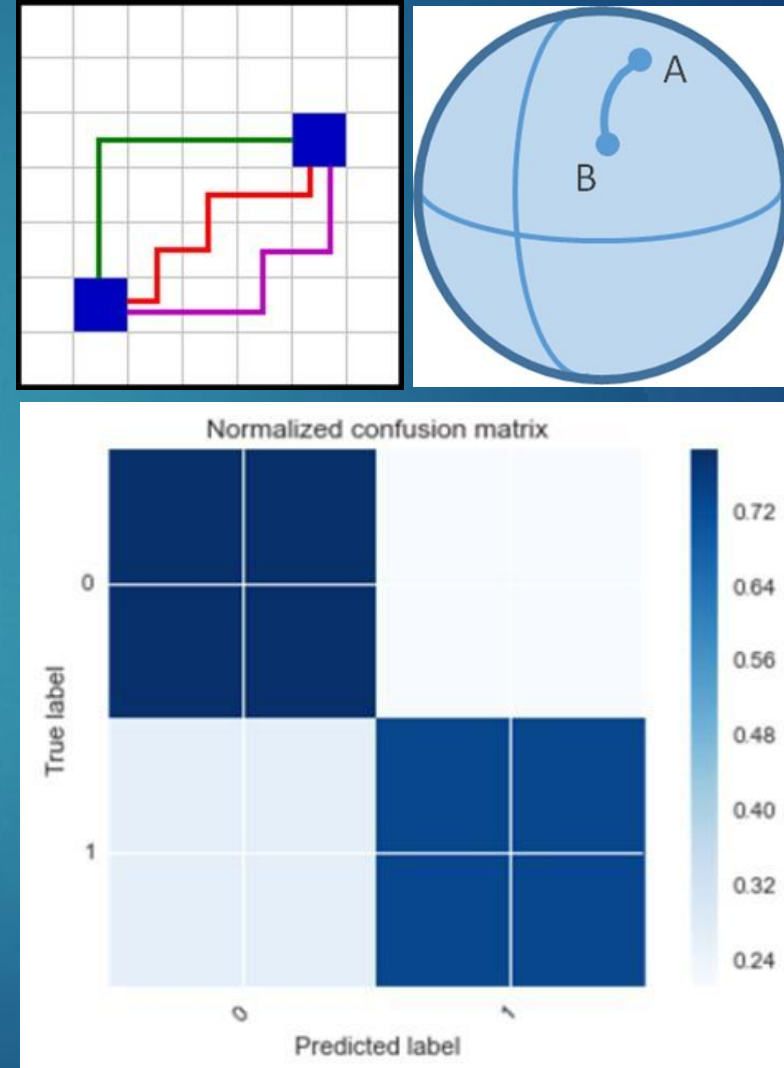 A
B
Normalized confusion matrix
0.72
0
0.64
0.56
True label
0.48
0.40
1
0.32
0.24
0
1
Predicted label